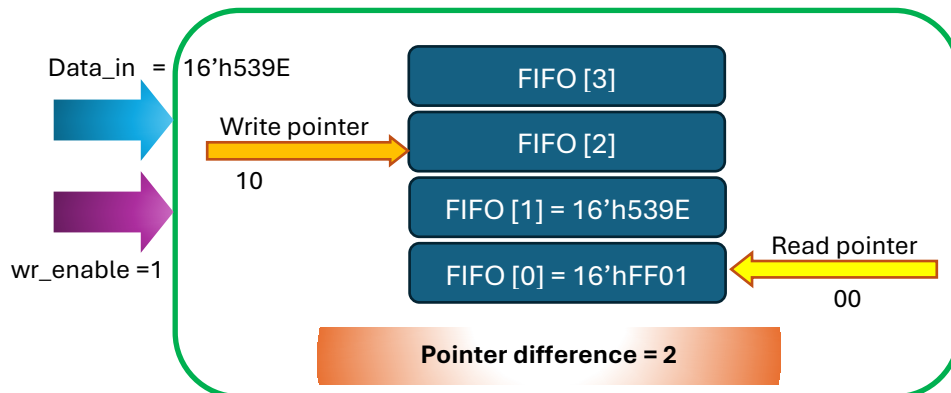 Data_in = 16’h539E
FIFO [3]
Write pointer
FIFO [2]
10
FIFO [1] = 16’h539E
wr_enable =1
FIFO [0] = 16’hFF01
Read pointer
00
Pointer difference = 2